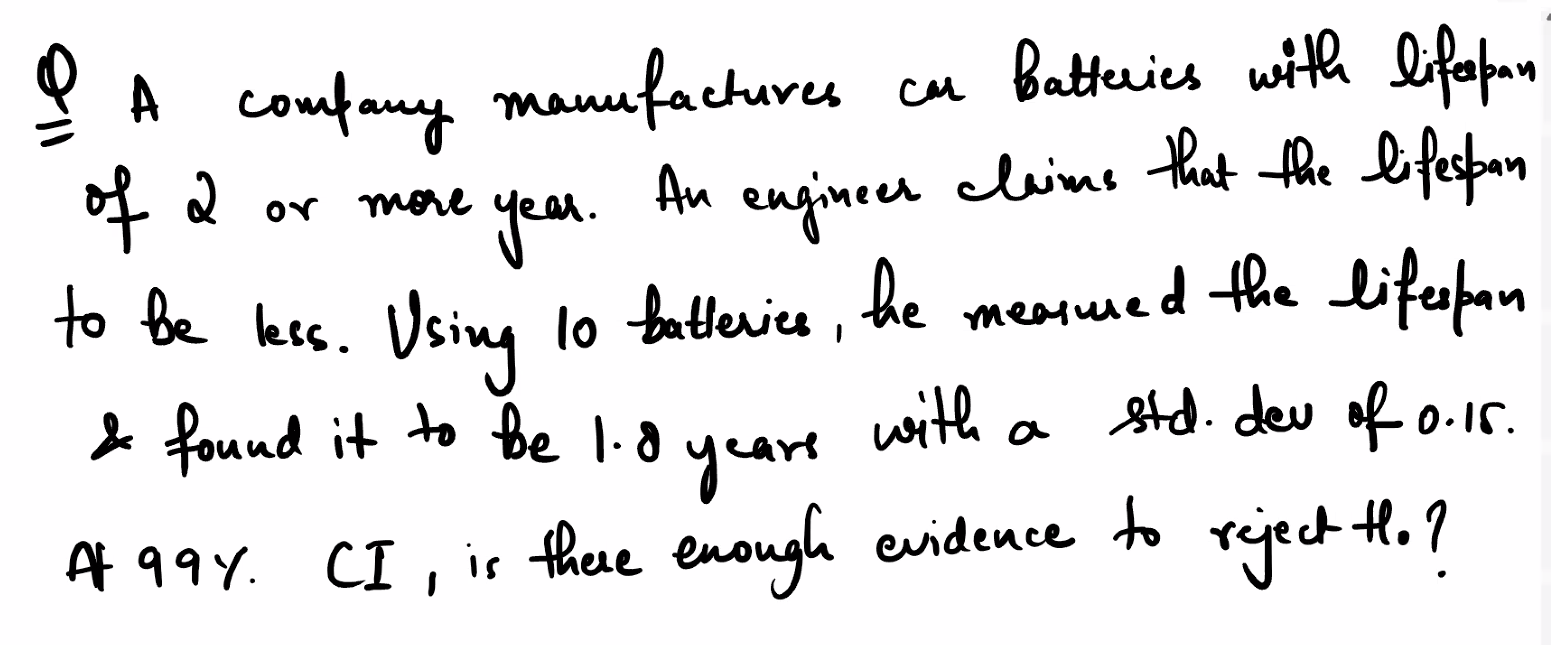 Q A company manufactures car batteries with lifespan
of 2 or more year. An engineer claims that the lifespan
to be less. Using 10 batteries, he measured the lifespan
& found it to be 1.8 years with a std. dev of 0.15.
At 99%. CI, is there enough evidence to reject H₀?